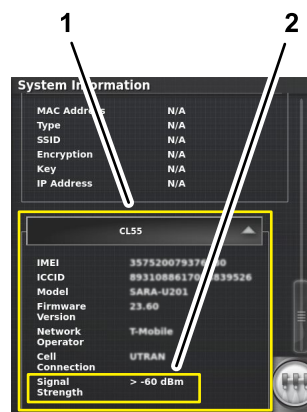 1 2
System Information
MAC Address N/A
Type N/A
SSID N/A
Encryption N/A
Key N/A
IP Address N/A
CL55
IMEI
ICCID
Model SARA-U201
Firmware 23.60
Version
Network T-Mobile
Operator
Cell UTRAN
Connection
Signal > -60 dBm
Strength